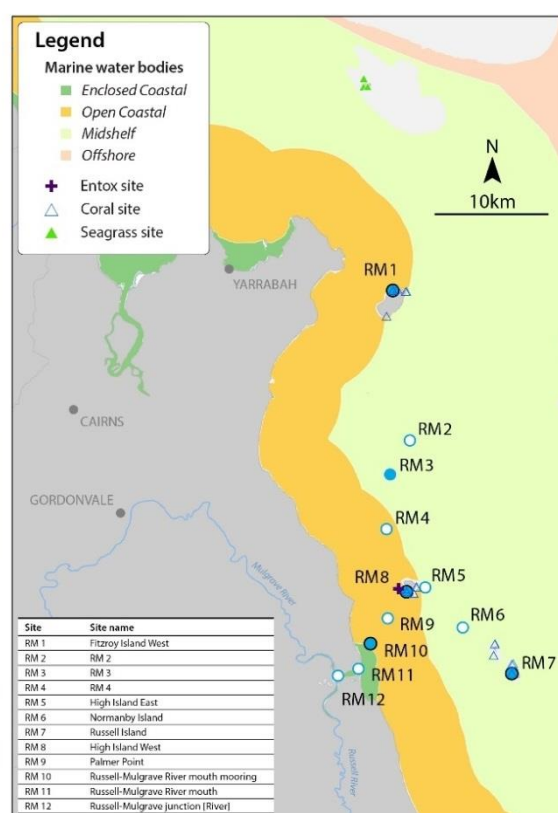 Legend
Marine water bodies
Enclosed Coastal
Open Coastal
Midshelf
Offshore
Entox site
Coral site
Seagrass site
N
10km
RM1
YARRABAH
CAIRNS
RM2
RM3
GORDONVALE
RM4
Mulgrave River
RM8
RM5
RM9
RM6
RM10
RM7
RM11
RM12
Russell River
Site Site name
RM 1 Fitzroy Island West
RM 2 RM 2
RM 3 RM 3
RM 4 RM 4
RM 5 High Island East
RM 6 Normanby Island
RM 7 Russell Island
RM 8 High Island West
RM 9 Palmer Point
RM 10 Russell-Mulgrave River mouth mooring
RM 11 Russell-Mulgrave River mouth
RM 12 Russell-Mulgrave junction [River]